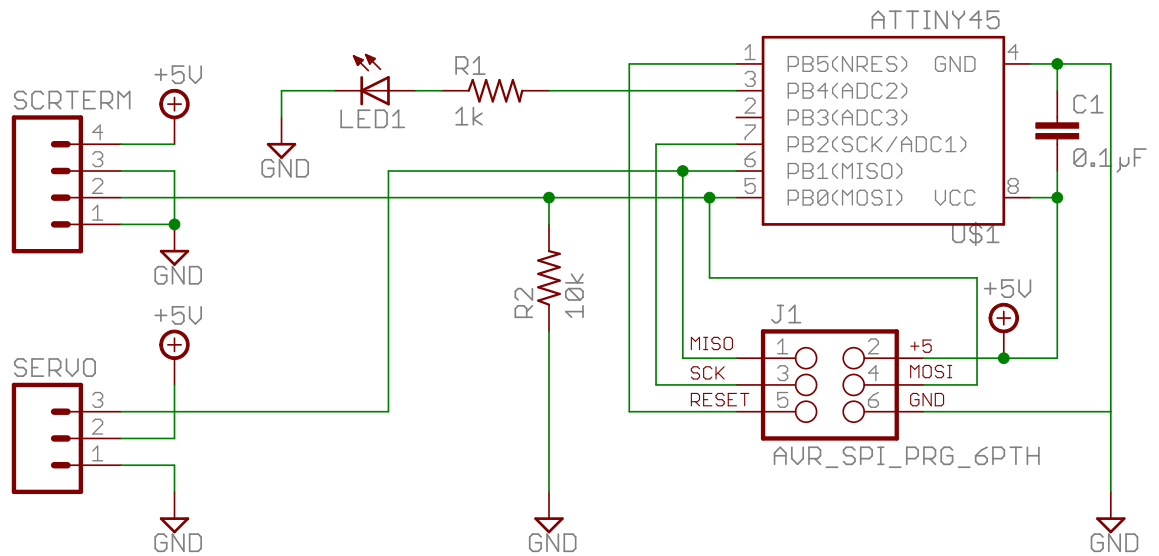 ATTINY45
+5V
SCRTERM
4
3
2
1
GND
LED1
R1
1k
GND
1 PB5(NRES) GND 4
3 PB4(ADC2)
2 PB3(ADC3)
7 PB2(SCK/ADC1)
6 PB1(MISO)
5 PB0(MOSI) VCC 8
U$1
C1
0.1µF
+5V
SERVO
3
2
1
GND
R2
10k
GND
+5V
J1
MISO 1 2 +5
SCK 3 4 MOSI
RESET 5 6 GND
AVR_SPI_PRG_6PTH
GND